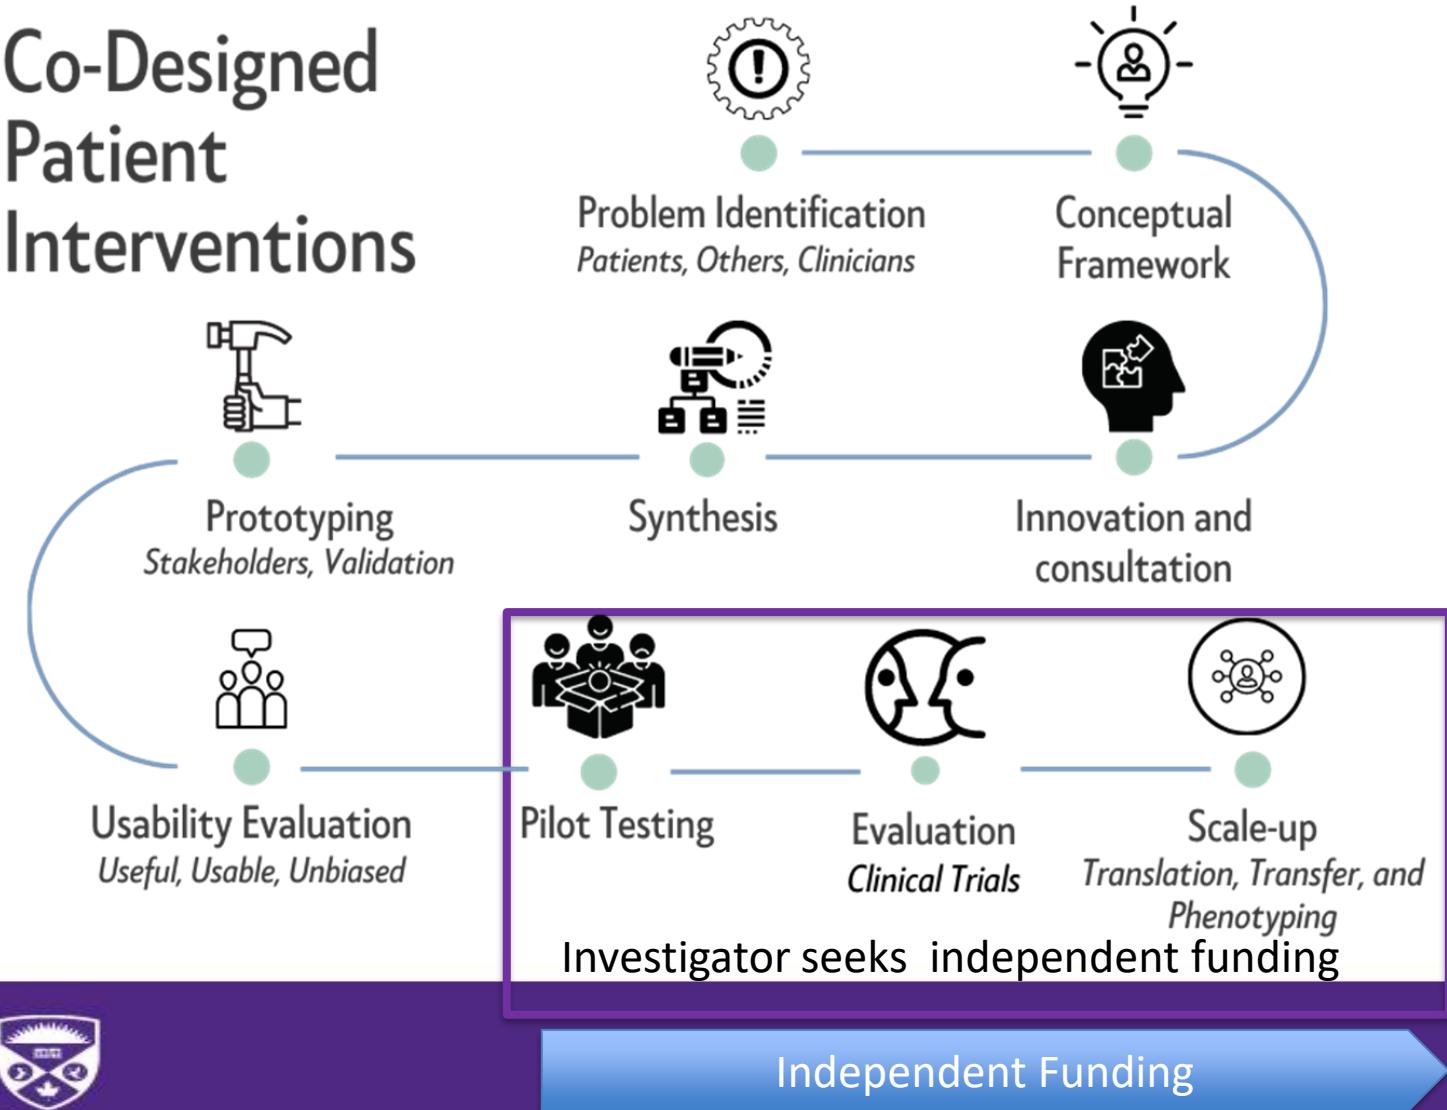 Co-Designed
Patient
Interventions
Problem Identification
Patients, Others, Clinicians
Conceptual
Framework
Prototyping
Stakeholders, Validation
Synthesis
Innovation and
consultation
Usability Evaluation
Useful, Usable, Unbiased
Pilot Testing
Evaluation
Clinical Trials
Scale-up
Translation, Transfer, and
Phenotyping
Investigator seeks  independent funding
Independent Funding